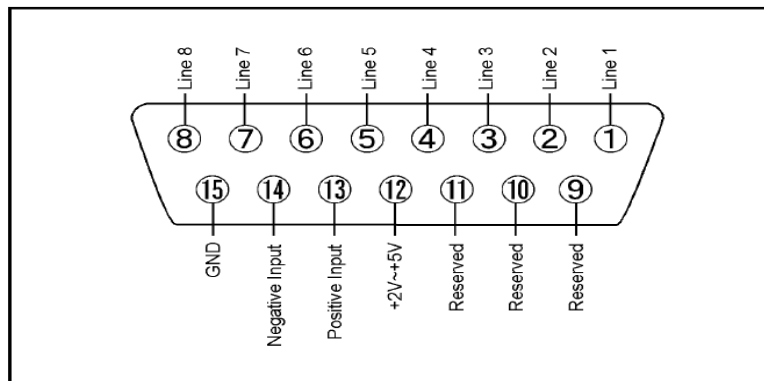 Line 8
Line 7
Line 6
Line 5
Line 4
Line 3
Line 2
Line 1
8 7 6 5 4 3 2 1
15 14 13 12 11 10 9
GND
Negative Input
Positive Input
+2V~+5V
Reserved
Reserved
Reserved